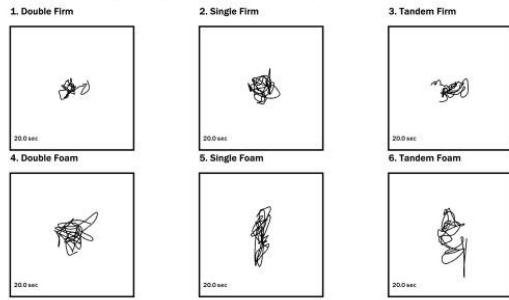 1. Double Firm
2. Single Firm
3. Tandem Firm
20.0 sec
20.0 sec
20.0 sec
4. Double Foam
5. Single Foam
6. Tandem Foam
20.0 sec
20.0 sec
20.0 sec